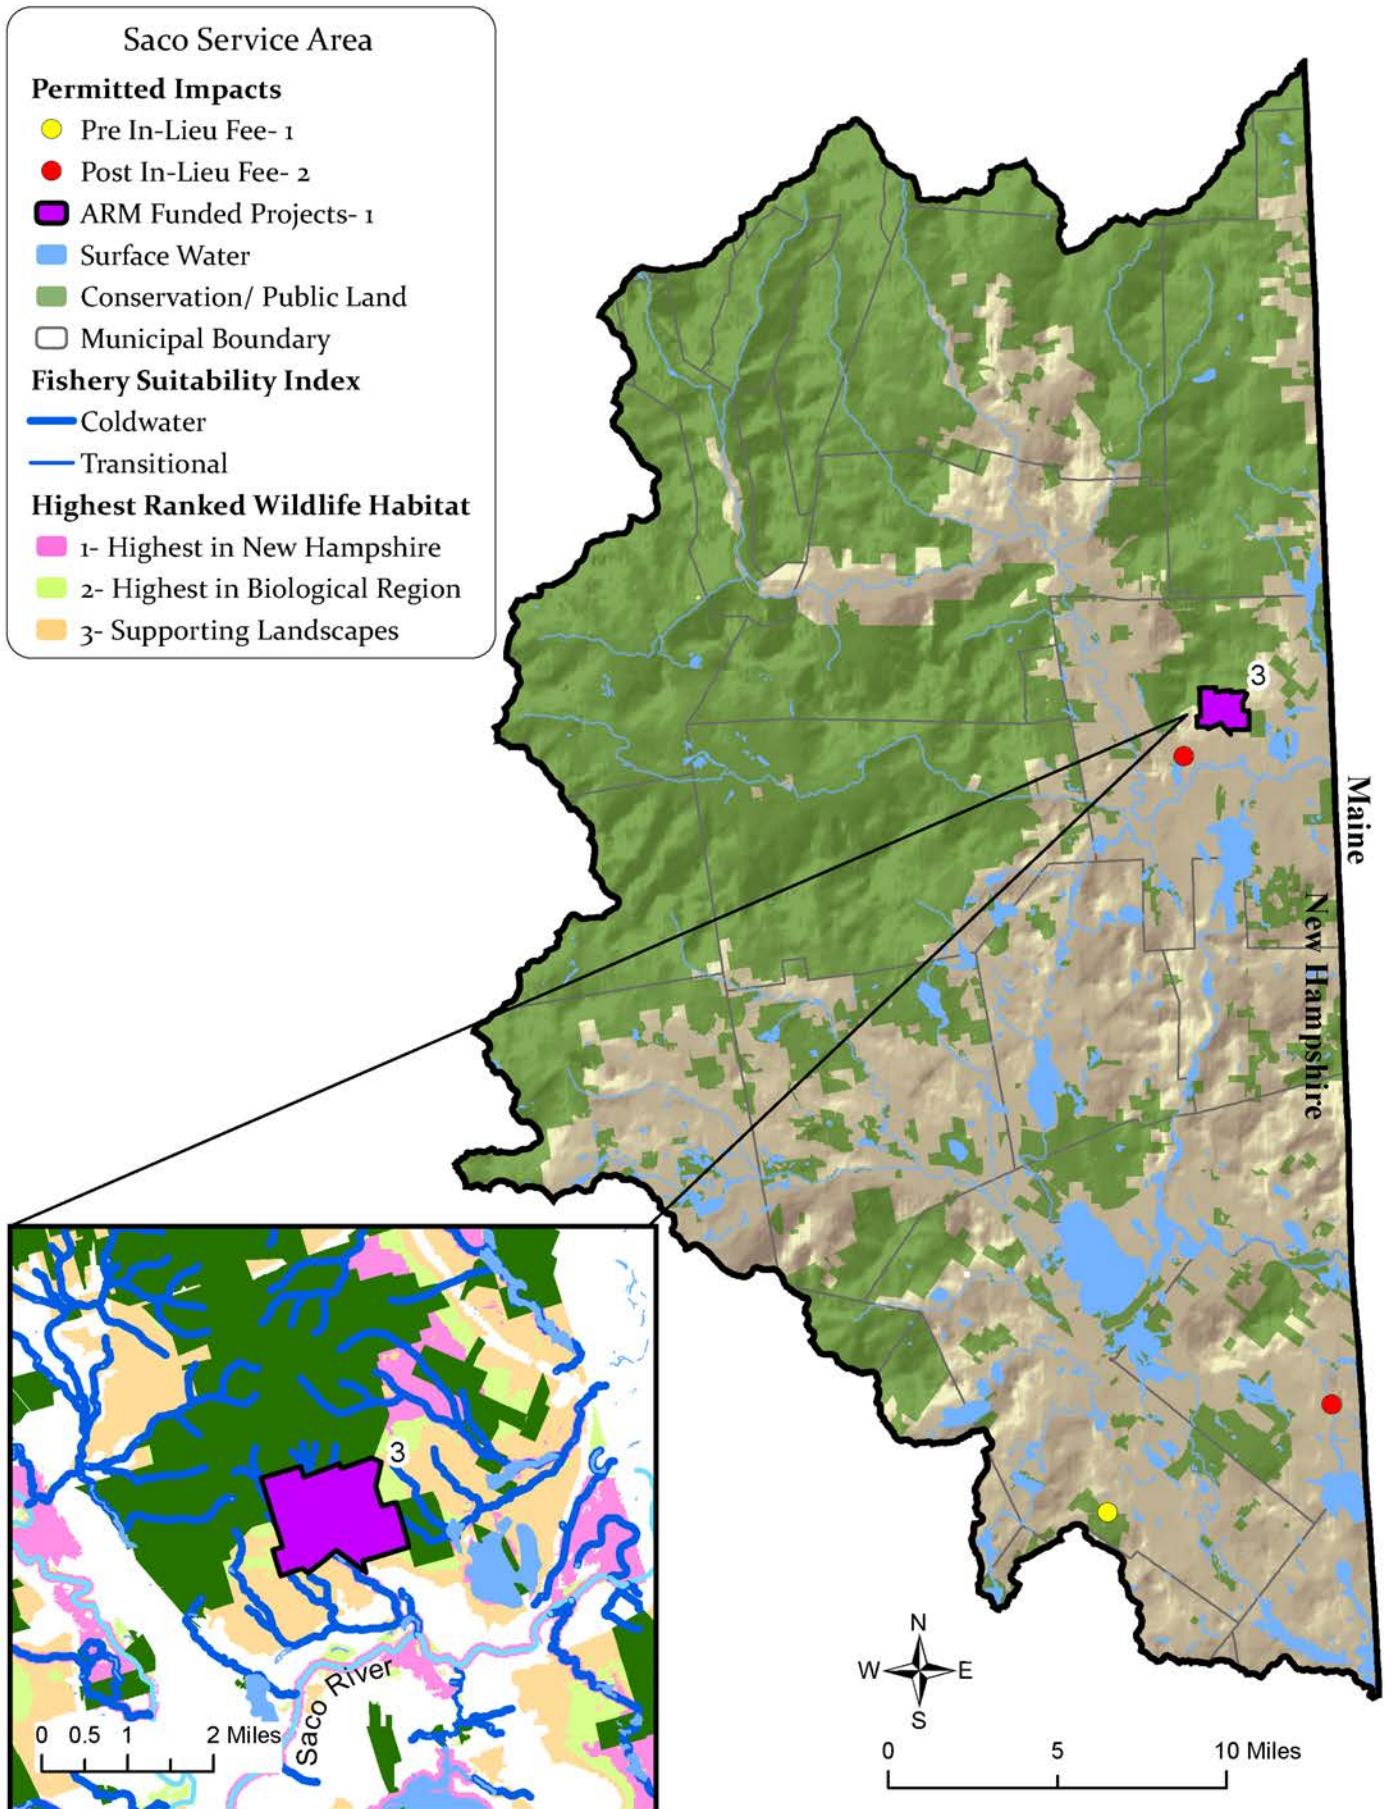 Saco Service Area
Permitted Impacts
Pre In-Lieu Fee- 1
Post In-Lieu Fee- 2
ARM Funded Projects- 1
Surface Water
Conservation/ Public Land
Municipal Boundary
Fishery Suitability Index
Coldwater
Transitional
Highest Ranked Wildlife Habitat
1- Highest in New Hampshire
2- Highest in Biological Region
3- Supporting Landscapes
3
Maine
New Hampshire
3
Saco River
0 0.5 1 2 Miles
N
W E
S
0 5 10 Miles